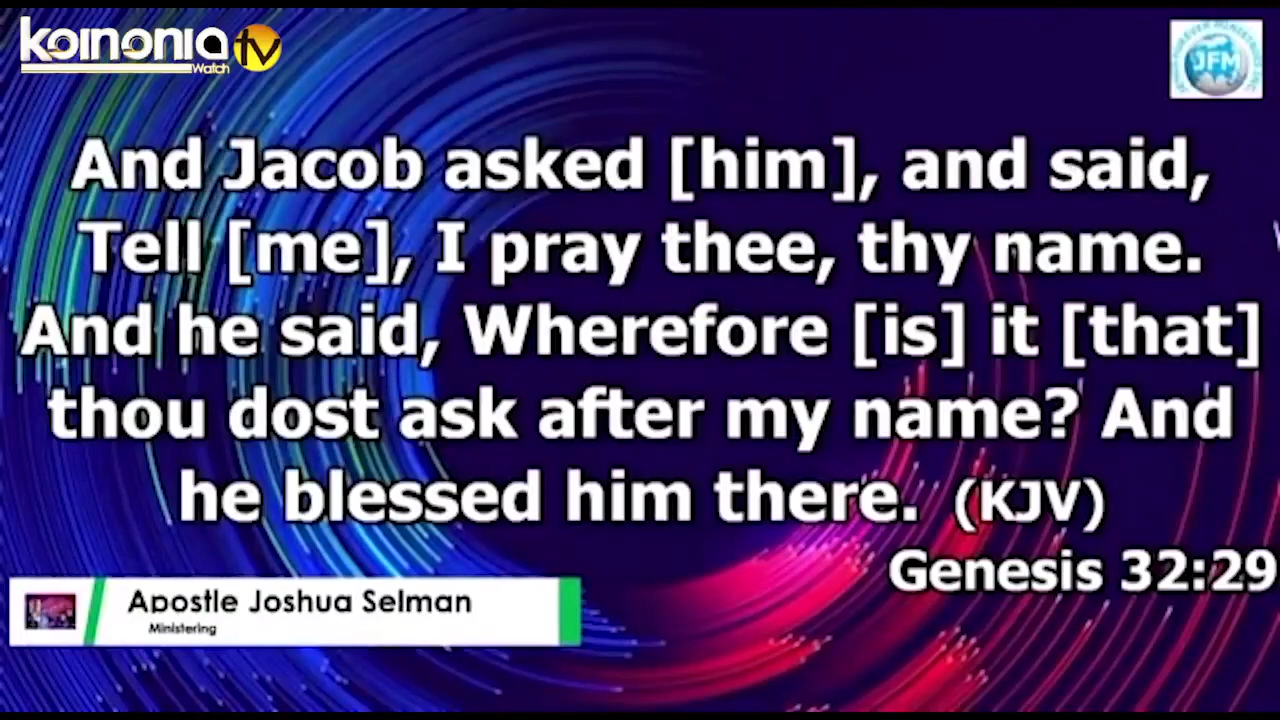 koinonia tv
Watch
JFM
And Jacob asked [him], and said,
Tell [me], I pray thee, thy name.
And he said, Wherefore [is] it [that]
thou dost ask after my name? And
he blessed him there. (KJV)
Genesis 32:29
Apostle Joshua Selman
Ministering